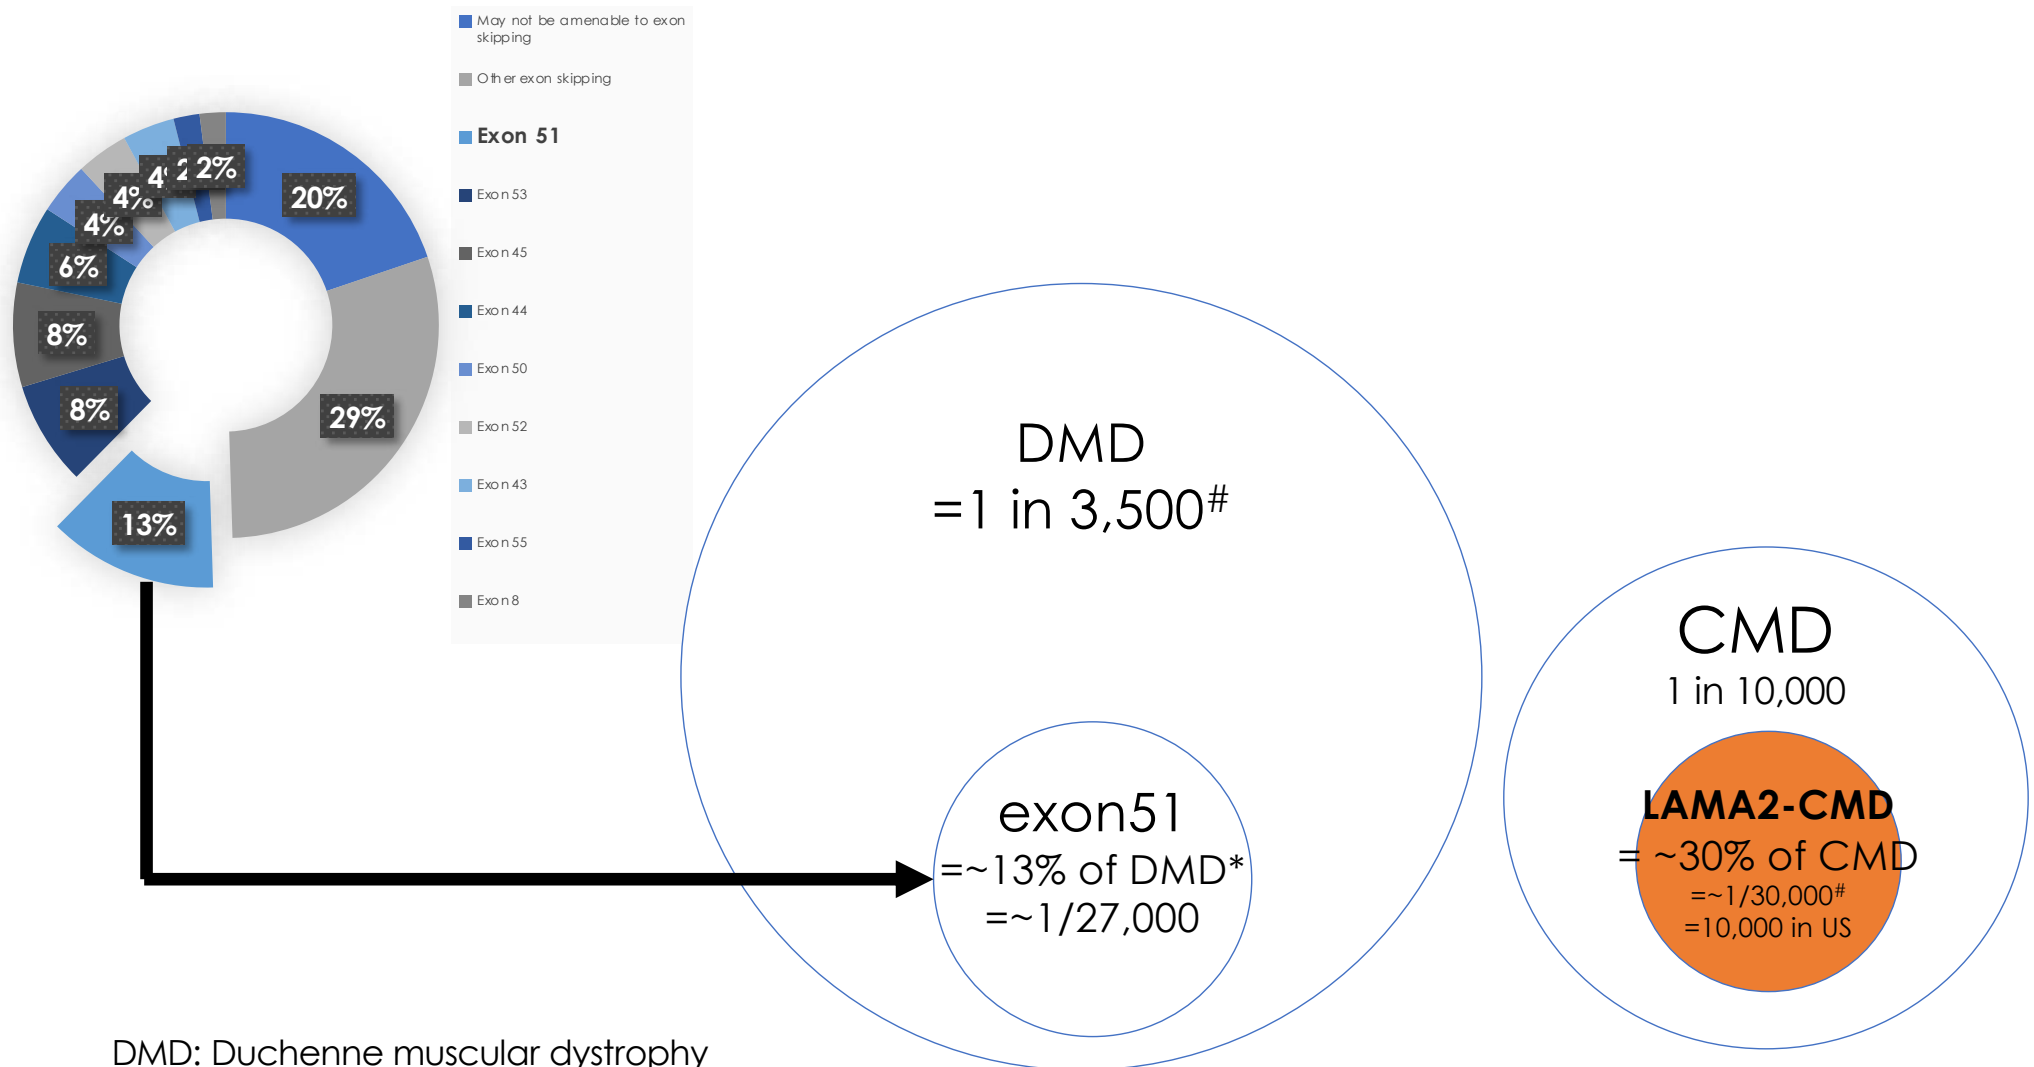 May not be amenable to exon
skipping
Other exon skipping
Exon 51
Exon 53
Exon 45
Exon 44
Exon 50
Exon 52
Exon 43
Exon 55
Exon 8
20%
29%
13%
8%
8%
6%
4%
4%
4
2
2%
DMD
=1 in 3,500#
exon51
=~13% of DMD*
=~1/27,000
CMD
1 in 10,000
LAMA2-CMD
= ~30% of CMD
=~1/30,000#
=10,000 in US
DMD: Duchenne muscular dystrophy